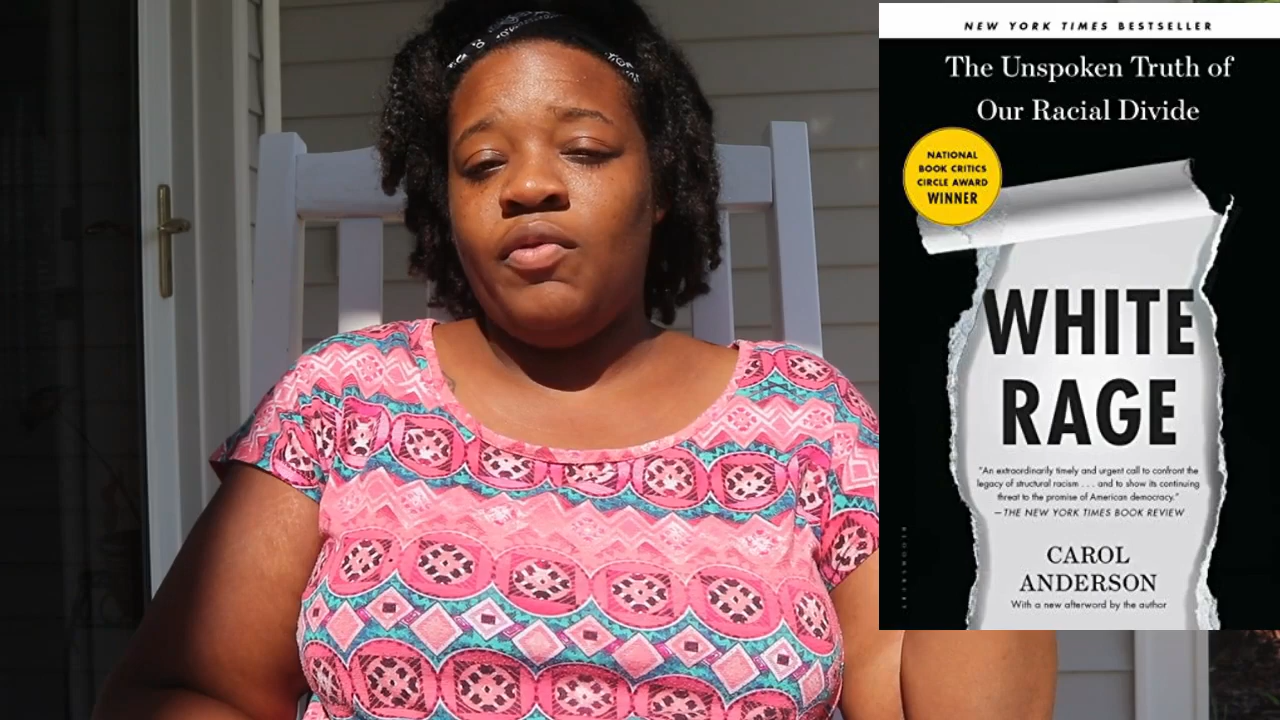 NEW YORK TIMES BESTSELLER
The Unspoken Truth of
Our Racial Divide
NATIONAL
BOOK CRITICS
CIRCLE AWARD
WINNER
WHITE
RAGE
"An extraordinarily timely and urgent call to confront the
legacy of structural racism . . . and to show its continuing
threat to the promise of American democracy."
—THE NEW YORK TIMES BOOK REVIEW
CAROL
ANDERSON
With a new afterword by the author